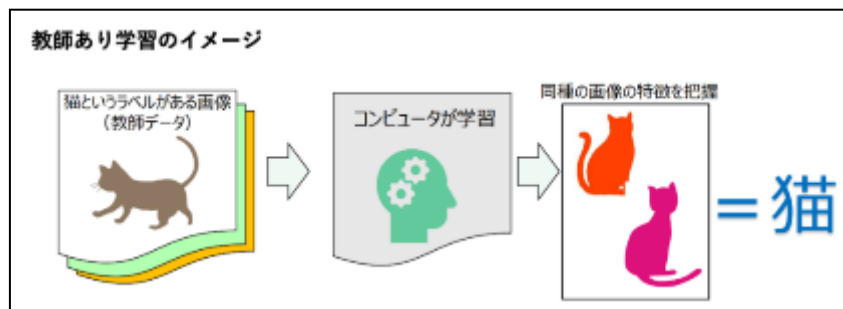 教師あり学習のイメージ
猫というラベルがある画像
(教師データ)
コンピュータが学習
同種の画像の特徴を把握
=猫